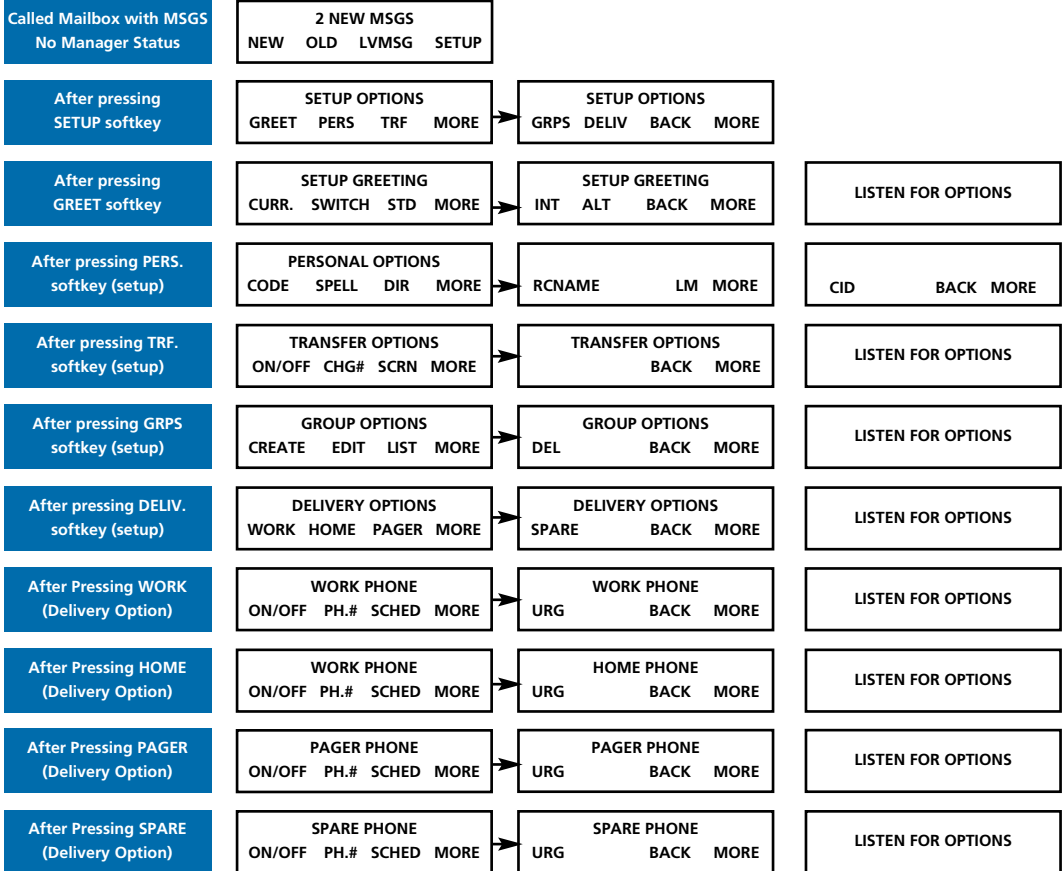 Called Mailbox with MSGS
No Manager Status
2 NEW MSGS
NEW OLD LVMSG SETUP
After pressing
SETUP softkey
SETUP OPTIONS
GREET PERS TRF MORE
SETUP OPTIONS
GRPS DELIV BACK MORE
After pressing
GREET softkey
SETUP GREETING
CURR. SWITCH STD MORE
SETUP GREETING
INT ALT BACK MORE
LISTEN FOR OPTIONS
After pressing PERS.
softkey (setup)
PERSONAL OPTIONS
CODE SPELL DIR MORE
RCNAME LM MORE
CID BACK MORE
After pressing TRF.
softkey (setup)
TRANSFER OPTIONS
ON/OFF CHG# SCRN MORE
TRANSFER OPTIONS
BACK MORE
LISTEN FOR OPTIONS
After pressing GRPS
softkey (setup)
GROUP OPTIONS
CREATE EDIT LIST MORE
GROUP OPTIONS
DEL BACK MORE
LISTEN FOR OPTIONS
After pressing DELIV.
softkey (setup)
DELIVERY OPTIONS
WORK HOME PAGER MORE
DELIVERY OPTIONS
SPARE BACK MORE
LISTEN FOR OPTIONS
After Pressing WORK
(Delivery Option)
WORK PHONE
ON/OFF PH.# SCHED MORE
WORK PHONE
URG BACK MORE
LISTEN FOR OPTIONS
After Pressing HOME
(Delivery Option)
WORK PHONE
ON/OFF PH.# SCHED MORE
HOME PHONE
URG BACK MORE
LISTEN FOR OPTIONS
After Pressing PAGER
(Delivery Option)
PAGER PHONE
ON/OFF PH.# SCHED MORE
PAGER PHONE
URG BACK MORE
LISTEN FOR OPTIONS
After Pressing SPARE
(Delivery Option)
SPARE PHONE
ON/OFF PH.# SCHED MORE
SPARE PHONE
URG BACK MORE
LISTEN FOR OPTIONS